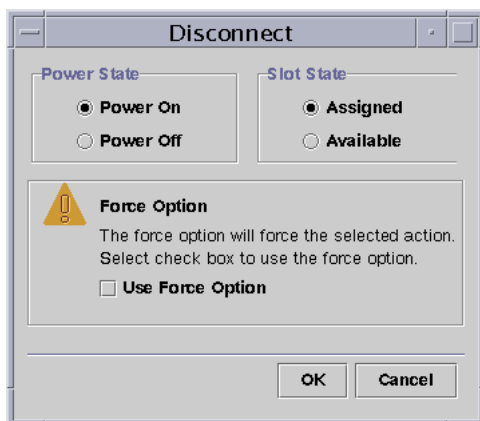 Disconnect
Power State
Power On
Power Off
Slot State
Assigned
Available
Force Option
The force option will force the selected action.
Select check box to use the force option.
Use Force Option
OK
Cancel